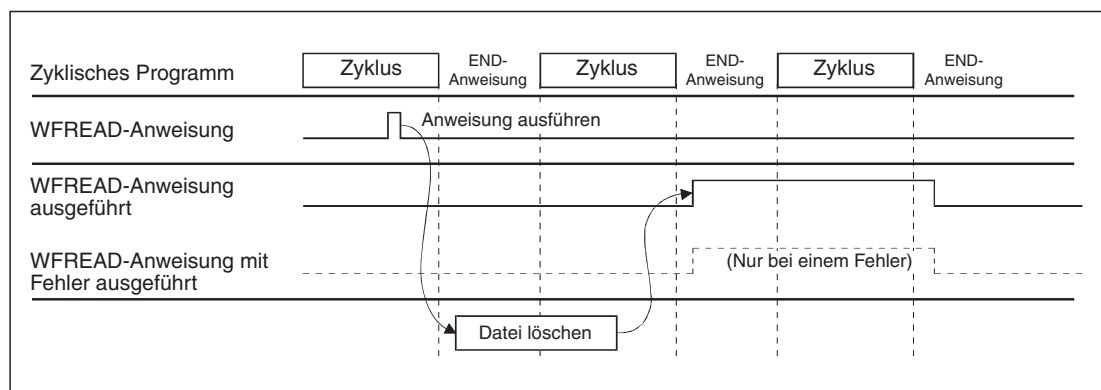 Zyklisches Programm
Zyklus
END-
Anweisung
Zyklus
END-
Anweisung
Zyklus
END-
Anweisung
WFREAD-Anweisung
Anweisung ausführen
WFREAD-Anweisung
ausgeführt
WFREAD-Anweisung mit
Fehler ausgeführt
(Nur bei einem Fehler)
Datei löschen